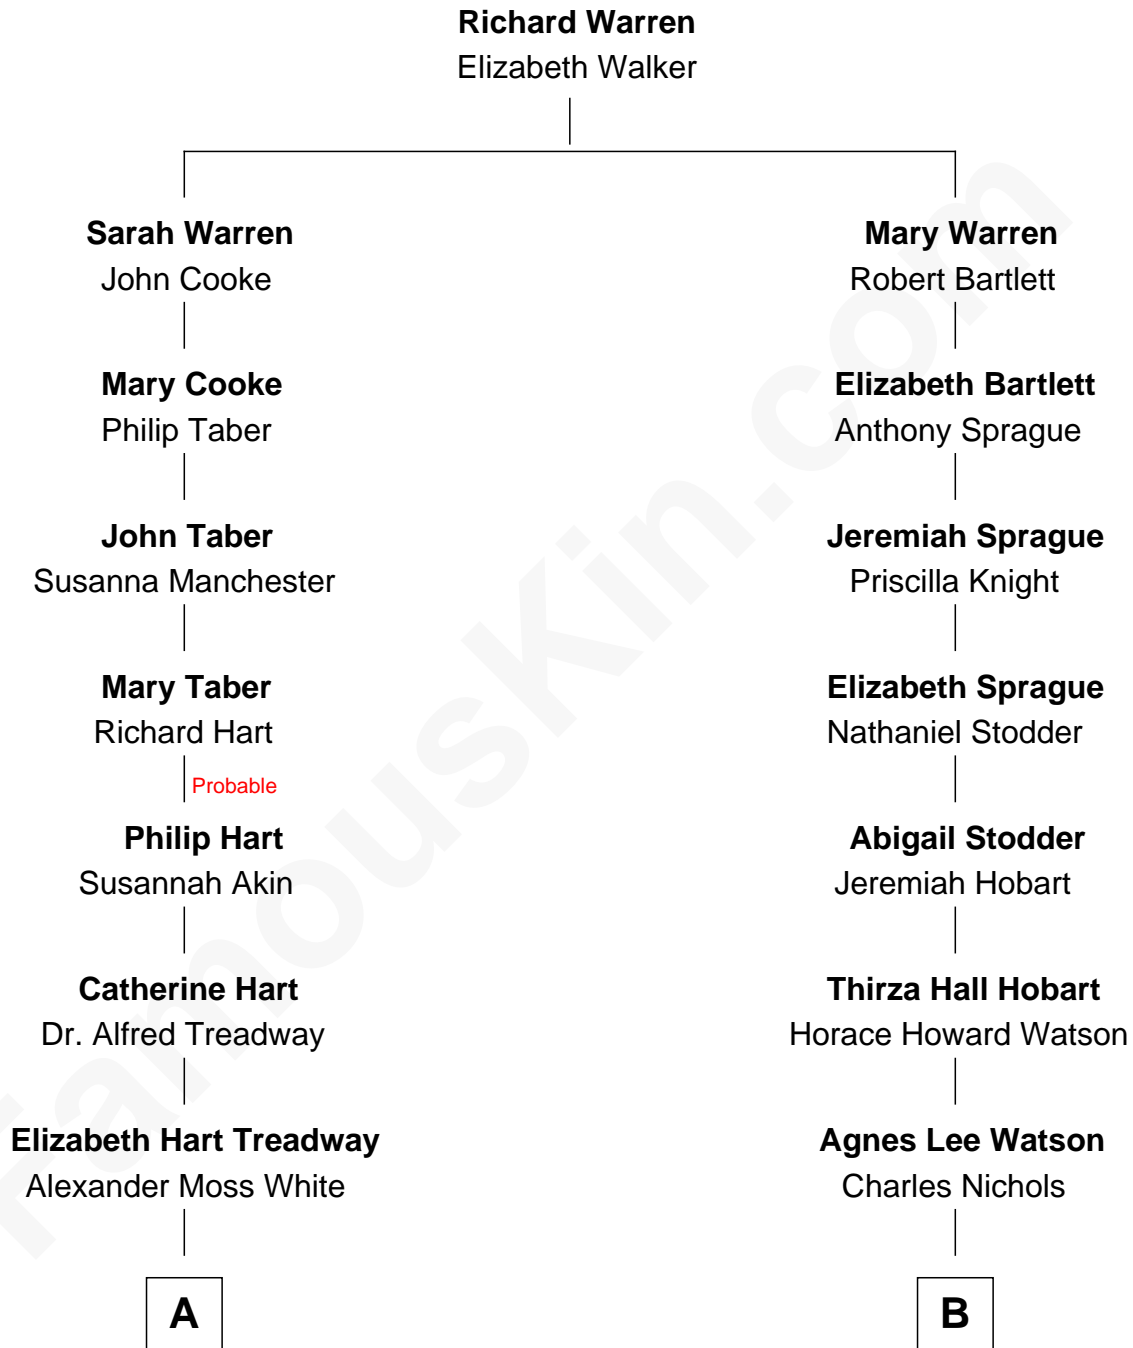 Richard Warren
Elizabeth Walker
Sarah Warren
John Cooke
Mary Warren
Robert Bartlett
Mary Cooke
Philip Taber
Elizabeth Bartlett
Anthony Sprague
John Taber
Susanna Manchester
Jeremiah Sprague
Priscilla Knight
Mary Taber
Richard Hart
Elizabeth Sprague
Nathaniel Stodder
Probable
Philip Hart
Susannah Akin
Abigail Stodder
Jeremiah Hobart
Catherine Hart
Dr. Alfred Treadway
Thirza Hall Hobart
Horace Howard Watson
Elizabeth Hart Treadway
Alexander Moss White
Agnes Lee Watson
Charles Nichols
A
B
FamousKin.com